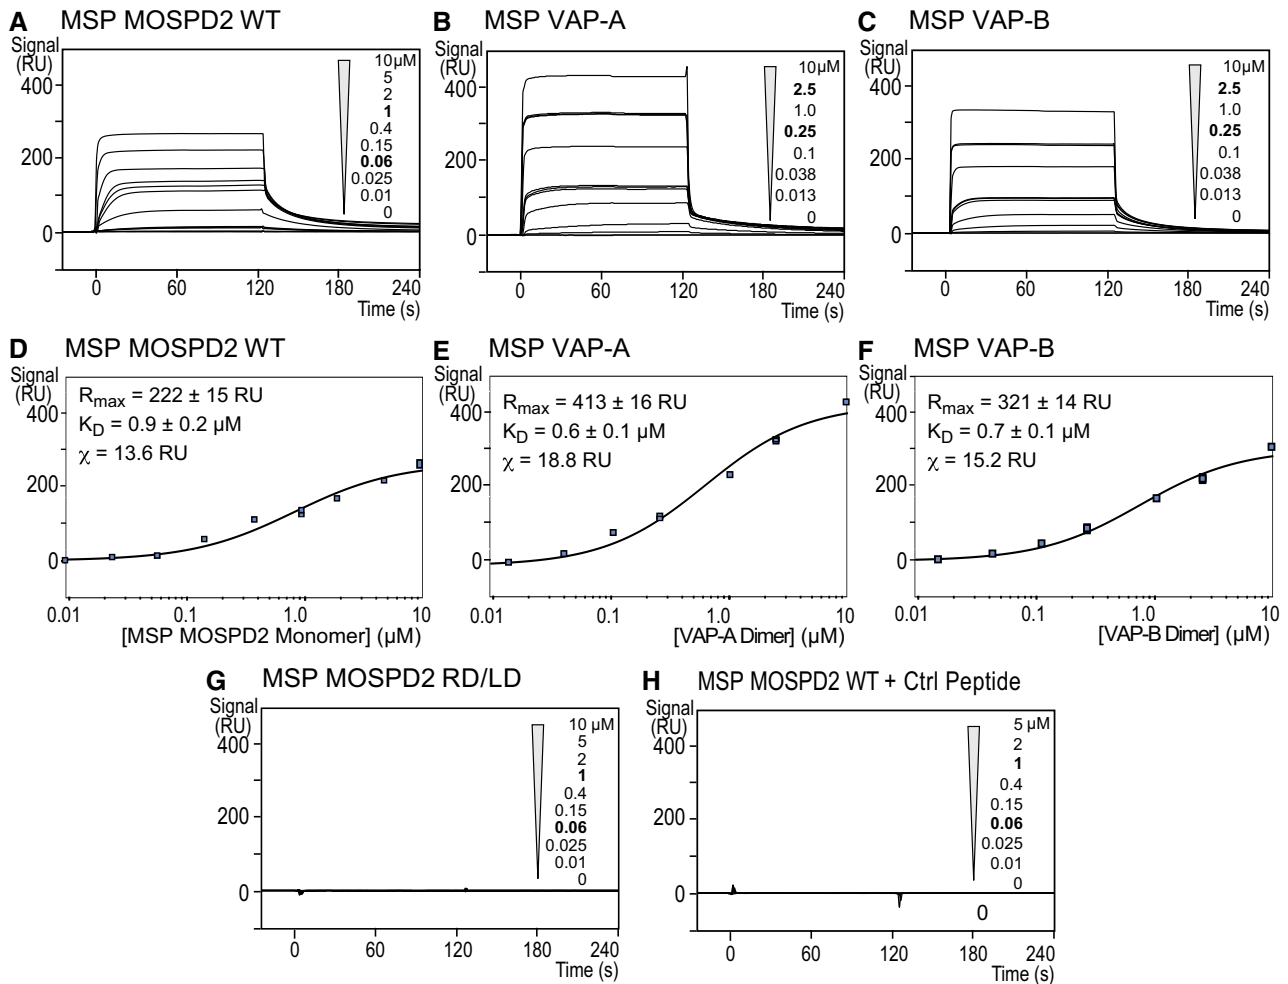 A MSP MOSPD2 WT
Signal
(RU)
400
200
0
10µM
5
2
1
0.4
0.15
0.06
0.025
0.01
0
0 60 120 180 240
Time (s)
B MSP VAP-A
Signal
(RU)
400
200
0
10µM
2.5
1.0
0.25
0.1
0.038
0.013
0
0 60 120 180 240
Time (s)
C MSP VAP-B
Signal
(RU)
400
200
0
10µM
2.5
1.0
0.25
0.1
0.038
0.013
0
0 60 120 180 240
Time (s)
D MSP MOSPD2 WT
Signal
(RU)
400
200
0
Rmax = 222 ± 15 RU
KD = 0.9 ± 0.2 µM
χ = 13.6 RU
0.01 0.1 1.0 10
[MSP MOSPD2 Monomer] (µM)
E MSP VAP-A
Signal
(RU)
400
200
0
Rmax = 413 ± 16 RU
KD = 0.6 ± 0.1 µM
χ = 18.8 RU
0.01 0.1 1.0 10
[VAP-A Dimer] (µM)
F MSP VAP-B
Signal
(RU)
400
200
0
Rmax = 321 ± 14 RU
KD = 0.7 ± 0.1 µM
χ = 15.2 RU
0.01 0.1 1.0 10
[VAP-B Dimer] (µM)
G MSP MOSPD2 RD/LD
Signal
(RU)
400
200
0
10 µM
5
2
1
0.4
0.15
0.06
0.025
0.01
0
0 60 120 180 240
Time (s)
H MSP MOSPD2 WT + Ctrl Peptide
Signal
(RU)
400
200
0
5 µM
2
1
0.4
0.15
0.06
0.025
0.01
0
0
0 60 120 180 240
Time (s)